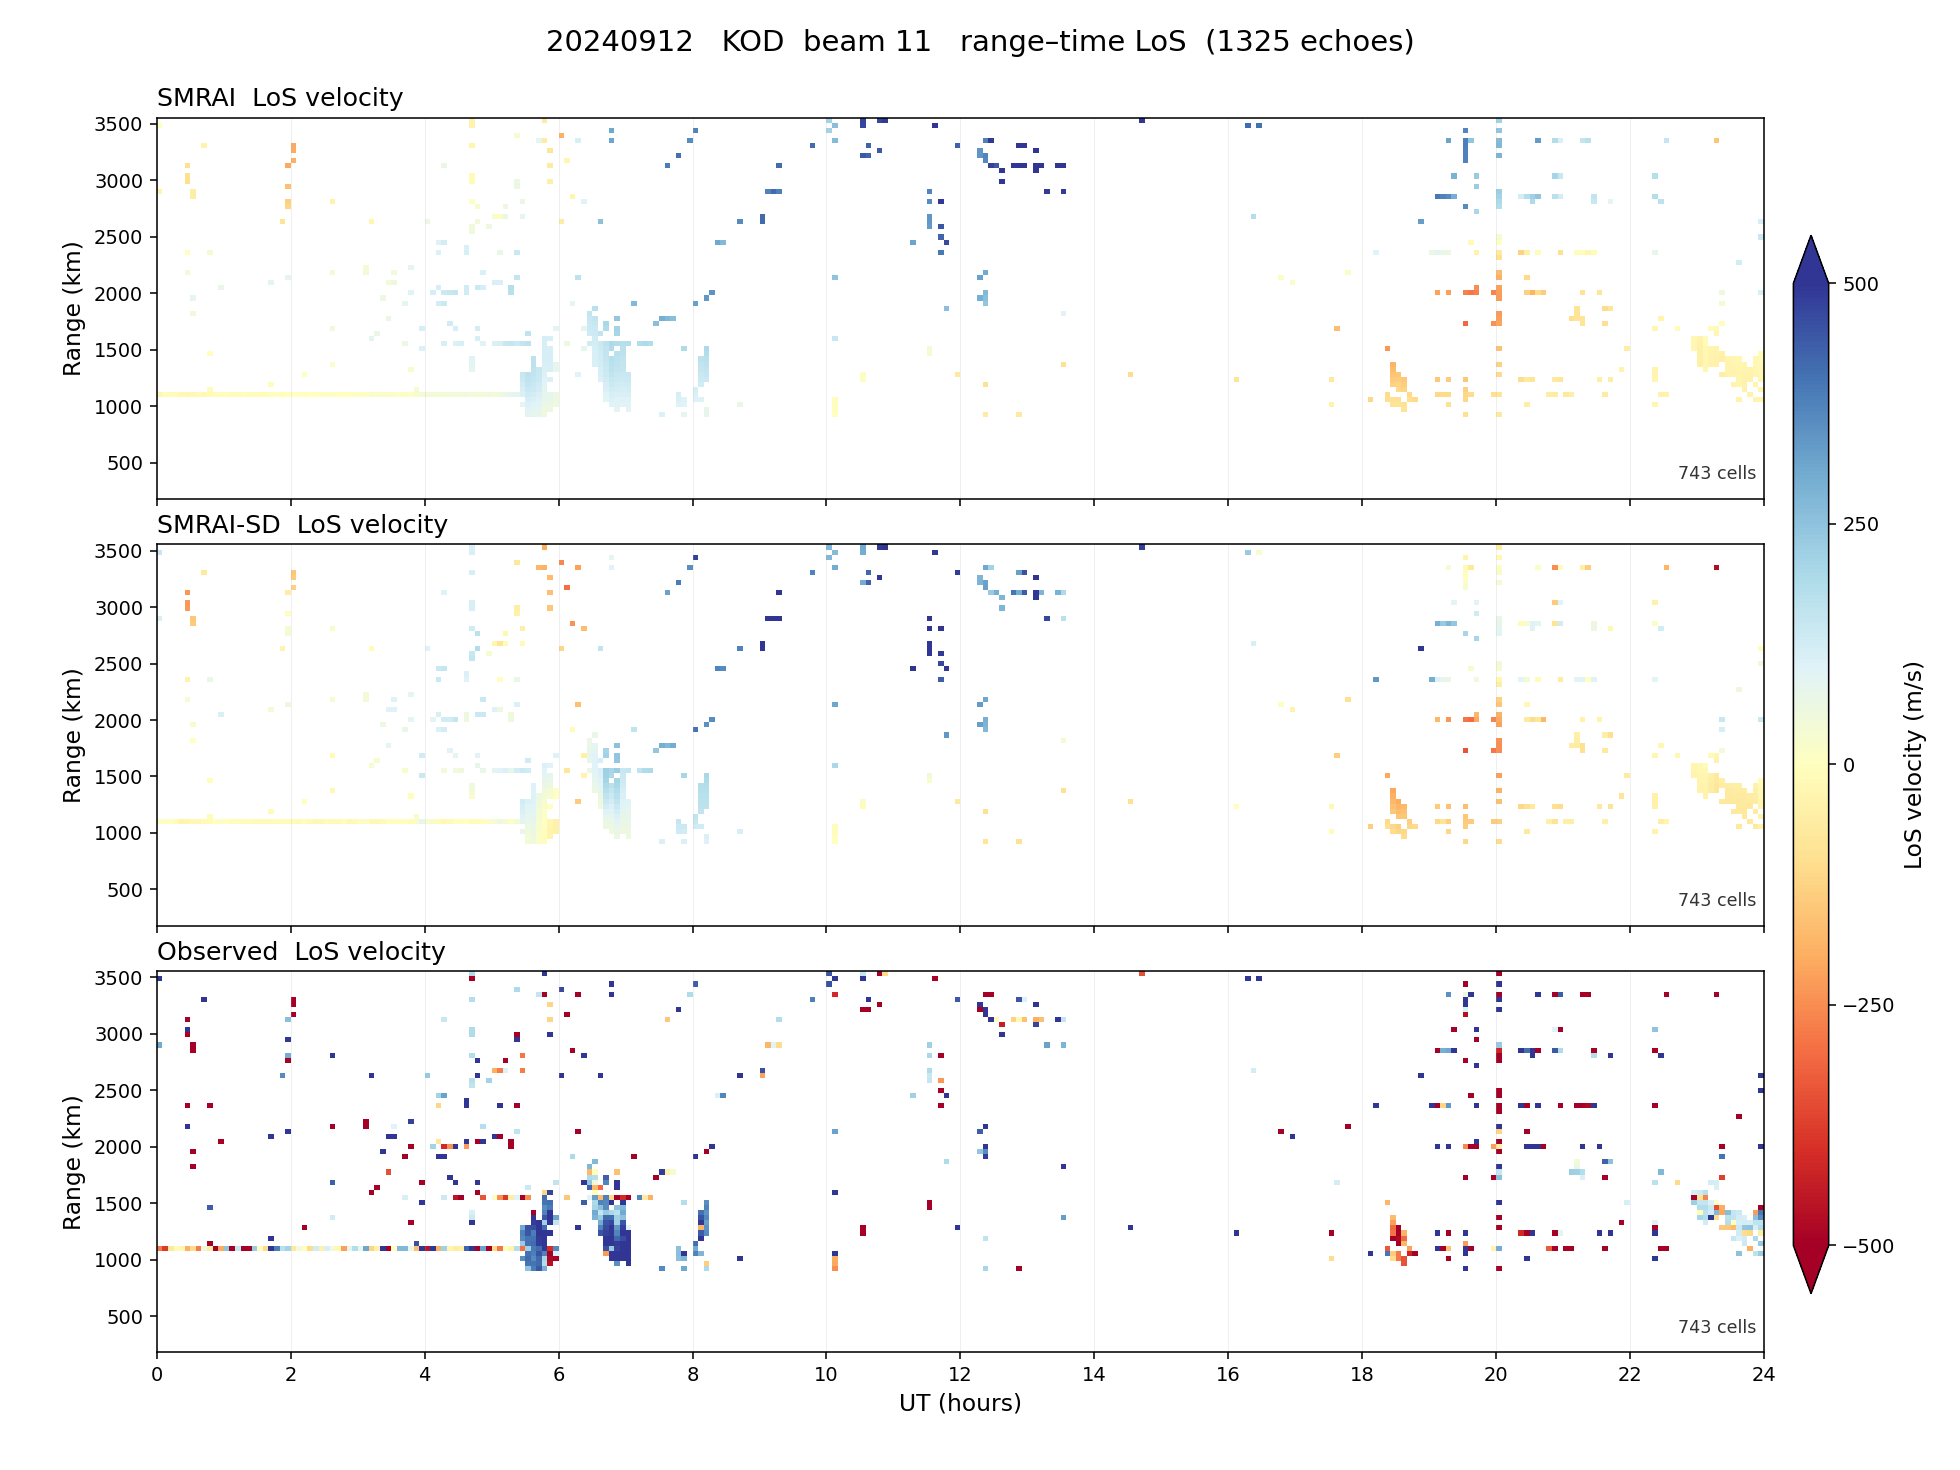 20240912   KOD  beam 11   range–time LoS  (1325 echoes)
SMRAI  LoS velocity
3500
3000
2500
2000
1500
1000
500
Range (km)
743 cells
SMRAI-SD  LoS velocity
3500
3000
2500
2000
1500
1000
500
Range (km)
743 cells
Observed  LoS velocity
3500
3000
2500
2000
1500
1000
500
Range (km)
743 cells
0 2 4 6 8 10 12 14 16 18 20 22 24
UT (hours)
500
250
0
−250
−500
LoS velocity (m/s)